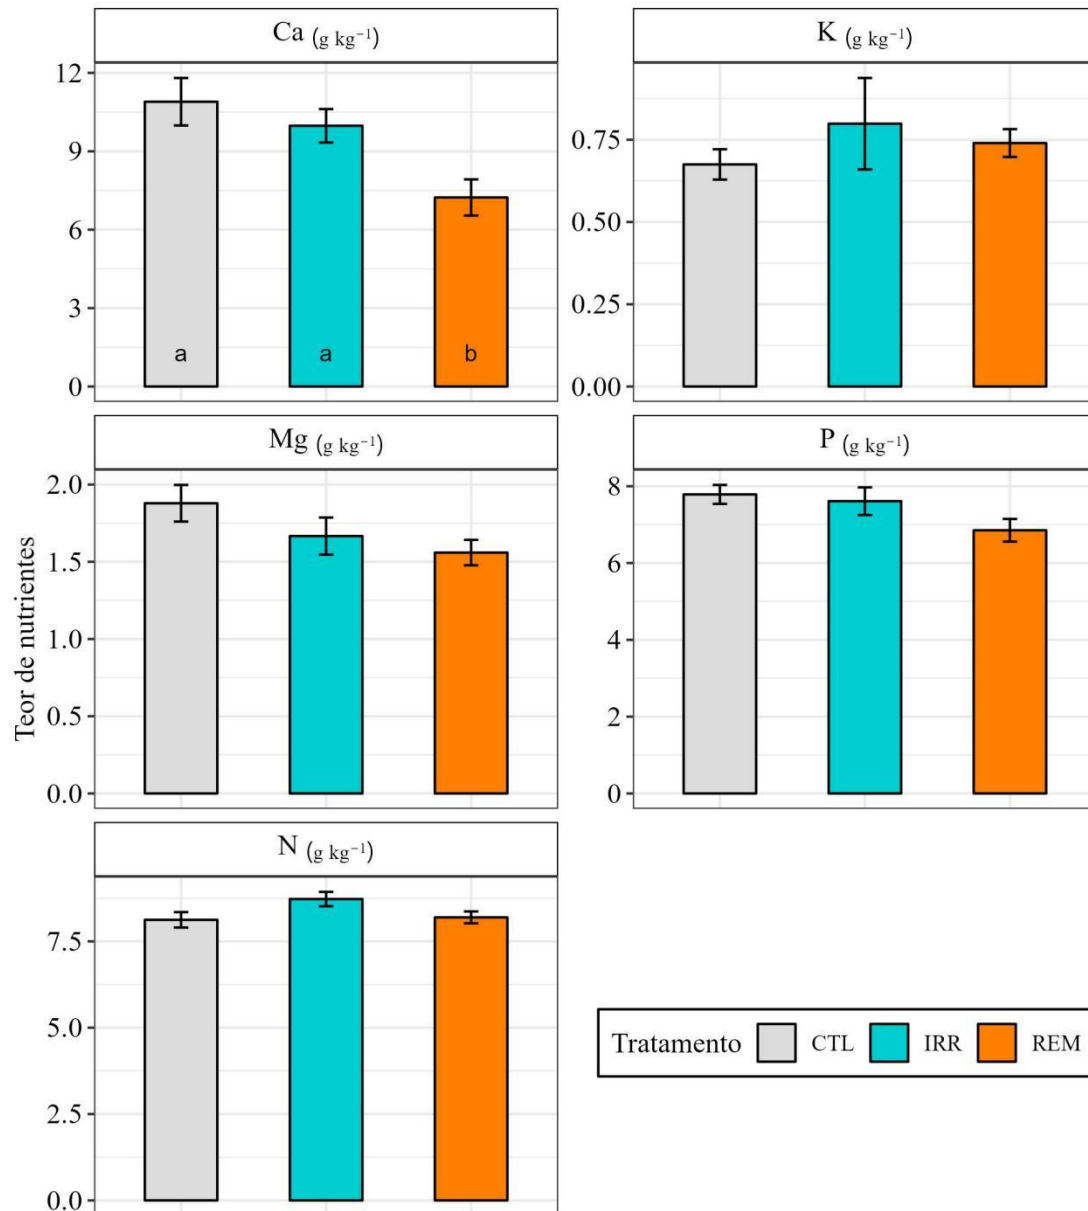 Ca (g kg⁻¹)
12
9
6
3
0
a
a
b
K (g kg⁻¹)
0.75
0.50
0.25
0.00
Teor de nutrientes
Mg (g kg⁻¹)
2.0
1.5
1.0
0.5
0.0
P (g kg⁻¹)
8
6
4
2
0
N (g kg⁻¹)
7.5
5.0
2.5
0.0
Tratamento CTL IRR REM